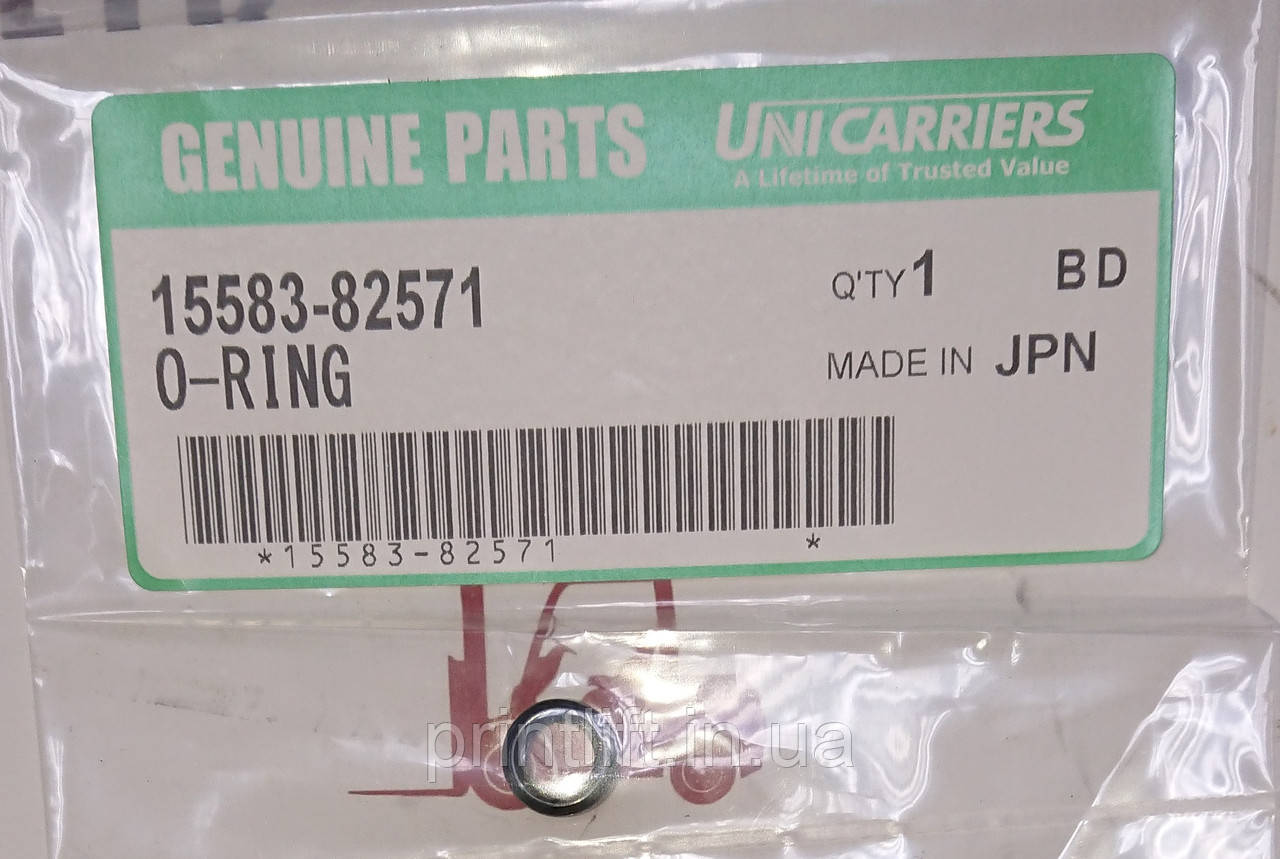 GENUINE PARTS
UNICARRIERS
A Lifetime of Trusted Value
15583-82571
Q'TY 1 BD
O-RING
MADE IN JPN
*15583-82571 *
printlift.in.ua